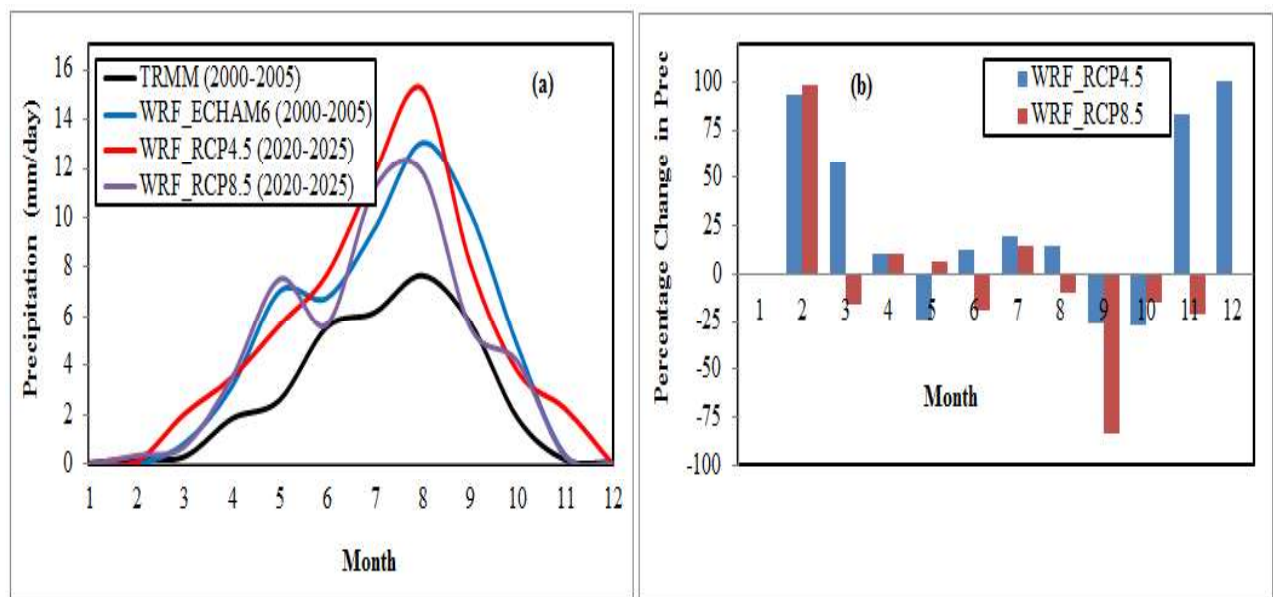 16
14
12
10
8
6
4
2
0
Precipitation (mm/day)
TRMM (2000-2005)
WRF_ECHAM6 (2000-2005)
WRF_RCP4.5 (2020-2025)
WRF_RCP8.5 (2020-2025)
(a)
1 2 3 4 5 6 7 8 9 10 11 12
Month
Percentage Change in Prec
100
75
50
25
0
-25
-50
-75
-100
(b)
WRF_RCP4.5
WRF_RCP8.5
1 2 3 4 5 6 7 8 9 10 11 12
Month